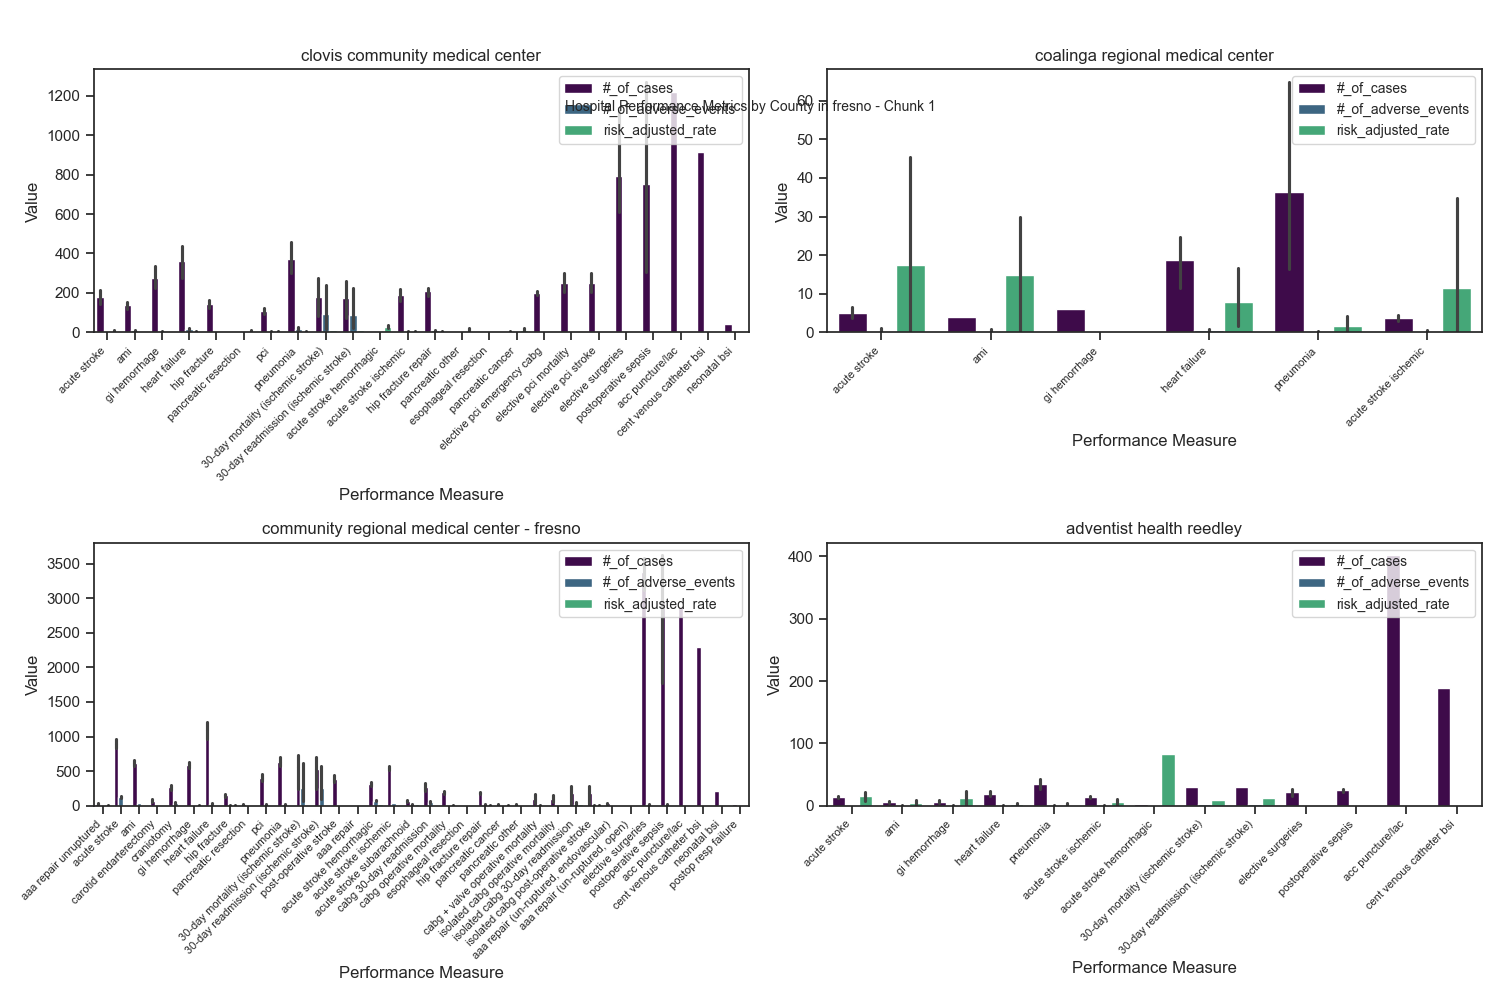 clovis community medical center
1200
1000
800
600
400
200
0
Value
#_of_cases
#_of_adverse_events
risk_adjusted_rate
acute stroke
ami
gi hemorrhage
heart failure
hip fracture
pancreatic resection
pci
pneumonia
30-day mortality (ischemic stroke)
30-day readmission (ischemic stroke)
acute stroke hemorrhagic
acute stroke ischemic
hip fracture repair
pancreatic other
esophageal resection
pancreatic cancer
elective pci emergency cabg
elective pci mortality
elective pci stroke
elective surgeries
postoperative sepsis
acc puncture/lac
cent venous catheter bsi
neonatal bsi
Performance Measure
Hospital Performance Metrics by County in fresno - Chunk 1
coalinga regional medical center
60
50
40
30
20
10
0
Value
#_of_cases
#_of_adverse_events
risk_adjusted_rate
acute stroke
ami
gi hemorrhage
heart failure
pneumonia
acute stroke ischemic
Performance Measure
community regional medical center - fresno
3500
3000
2500
2000
1500
1000
500
0
Value
#_of_cases
#_of_adverse_events
risk_adjusted_rate
aaa repair unruptured
acute stroke
ami
carotid endarterectomy
craniotomy
gi hemorrhage
heart failure
hip fracture
pancreatic resection
pci
pneumonia
30-day mortality (ischemic stroke)
30-day readmission (ischemic stroke)
post-operative stroke
aaa repair
acute stroke hemorrhagic
acute stroke ischemic
acute stroke subarachnoid
cabg 30-day readmission
cabg operative mortality
esophageal resection
hip fracture repair
pancreatic cancer
pancreatic other
cabg + valve operative mortality
isolated cabg operative mortality
isolated cabg 30-day readmission
isolated cabg post-operative stroke
aaa repair (un-ruptured, endovascular)
aaa repair (un-ruptured, open)
elective surgeries
postoperative sepsis
acc puncture/lac
cent venous catheter bsi
neonatal bsi
postop resp failure
Performance Measure
adventist health reedley
400
300
200
100
0
Value
#_of_cases
#_of_adverse_events
risk_adjusted_rate
acute stroke
ami
gi hemorrhage
heart failure
pneumonia
acute stroke ischemic
acute stroke hemorrhagic
30-day mortality (ischemic stroke)
30-day readmission (ischemic stroke)
elective surgeries
postoperative sepsis
acc puncture/lac
cent venous catheter bsi
Performance Measure